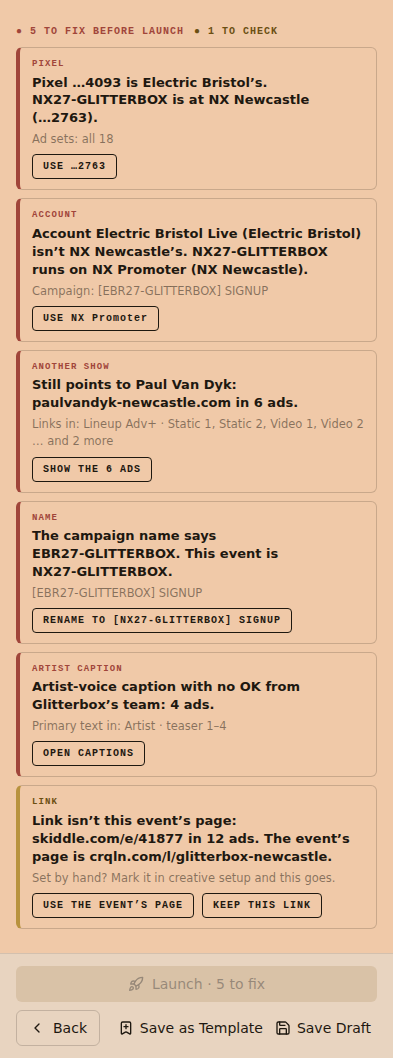 ● 5 TO FIX BEFORE LAUNCH ● 1 TO CHECK
PIXEL
Pixel …4093 is Electric Bristol’s.
NX27-GLITTERBOX is at NX Newcastle
(…2763).
Ad sets: all 18
USE …2763
ACCOUNT
Account Electric Bristol Live (Electric Bristol)
isn’t NX Newcastle’s. NX27-GLITTERBOX
runs on NX Promoter (NX Newcastle).
Campaign: [EBR27-GLITTERBOX] SIGNUP
USE NX Promoter
ANOTHER SHOW
Still points to Paul Van Dyk:
paulvandyk-newcastle.com in 6 ads.
Links in: Lineup Adv+ · Static 1, Static 2, Video 1, Video 2
… and 2 more
SHOW THE 6 ADS
NAME
The campaign name says
EBR27-GLITTERBOX. This event is
NX27-GLITTERBOX.
[EBR27-GLITTERBOX] SIGNUP
RENAME TO [NX27-GLITTERBOX] SIGNUP
ARTIST CAPTION
Artist-voice caption with no OK from
Glitterbox’s team: 4 ads.
Primary text in: Artist · teaser 1–4
OPEN CAPTIONS
LINK
Link isn’t this event’s page:
skiddle.com/e/41877 in 12 ads. The event’s
page is crqln.com/l/glitterbox-newcastle.
Set by hand? Mark it in creative setup and this goes.
USE THE EVENT’S PAGE KEEP THIS LINK
Launch · 5 to fix
Back Save as Template Save Draft